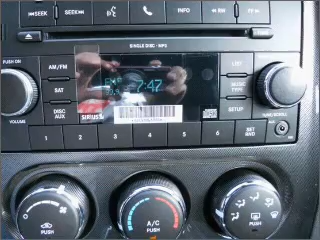 SEEK SEEK INFO RW FF
SINGLE DISC - MP3
PUSH ON
AM/FM
SAT
DISC
AUX
VOLUME
SIRIUS
7:47
SETUP
TUNE/SCROLL
1 2 3 4 5 6 SET
RND
PUSH
A/C
PUSH
PUSH